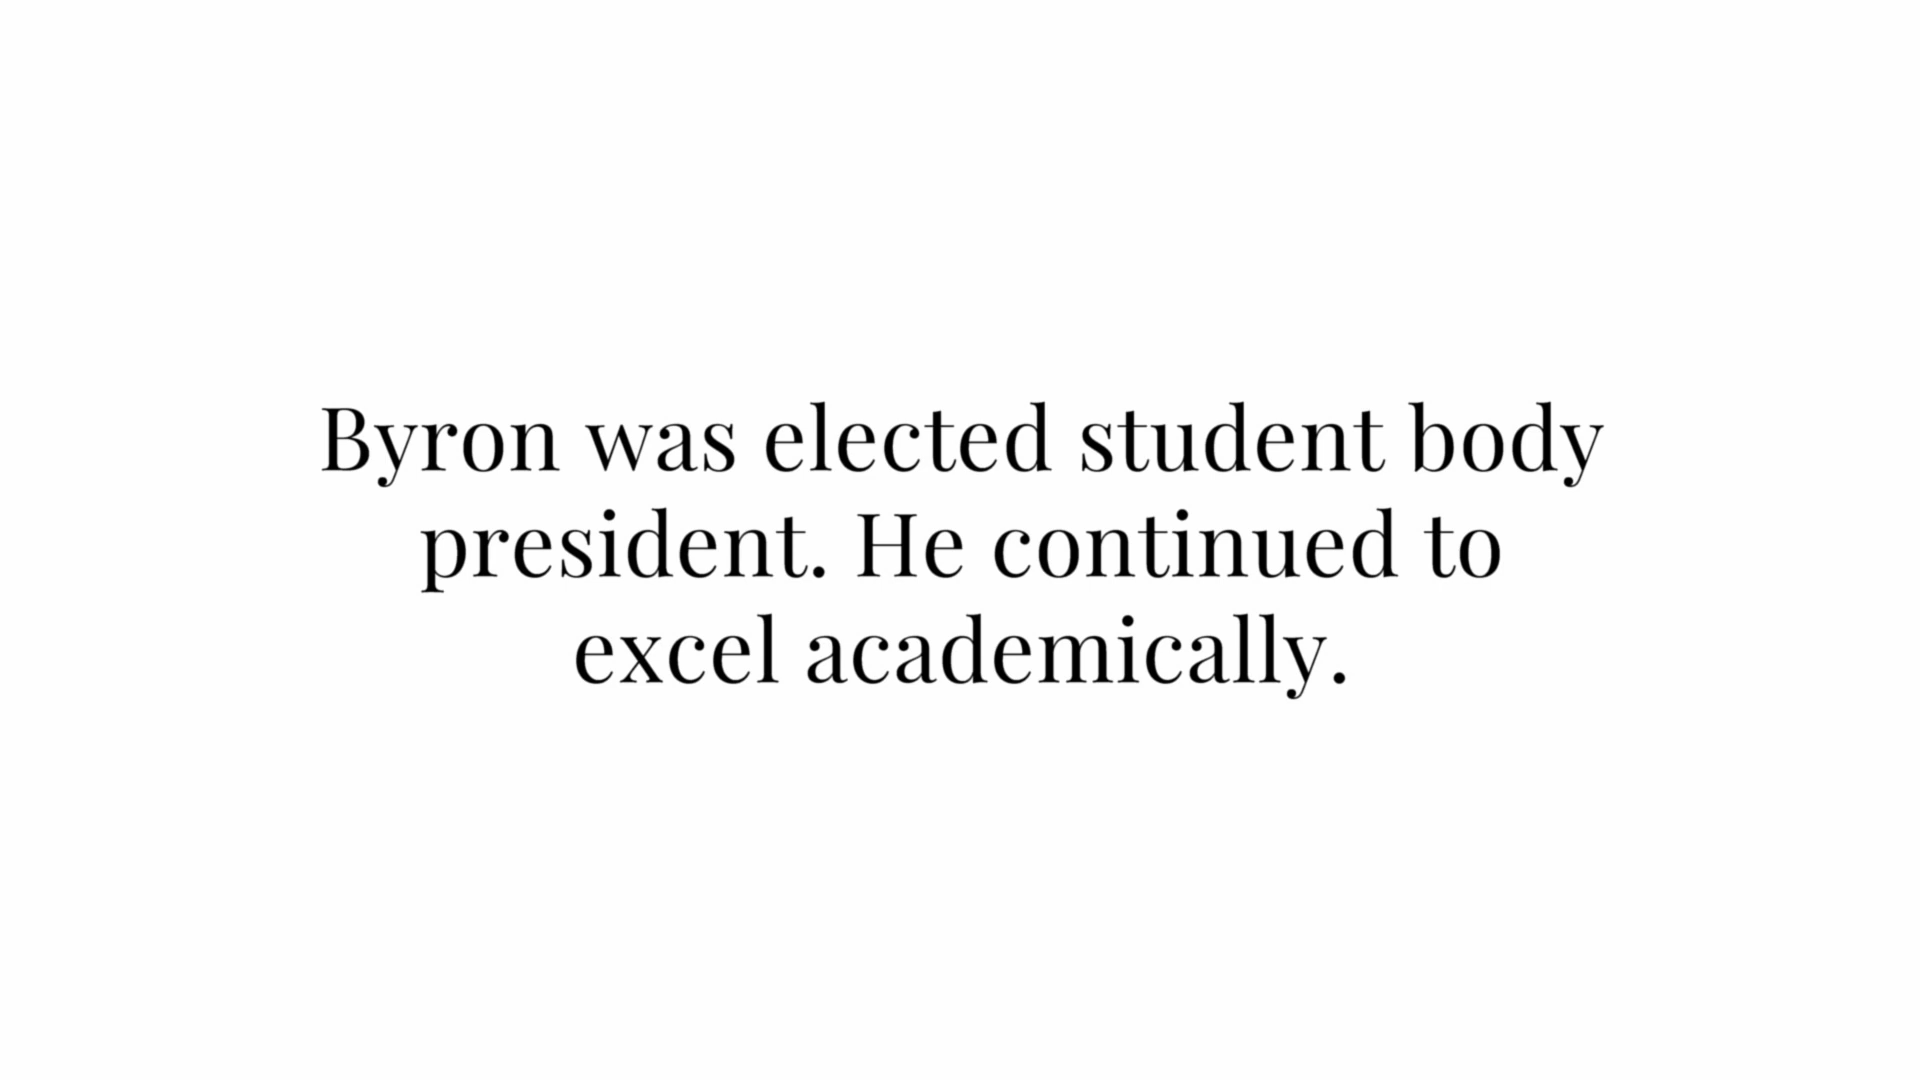 Byron was elected student body
president. He continued to
excel academically.